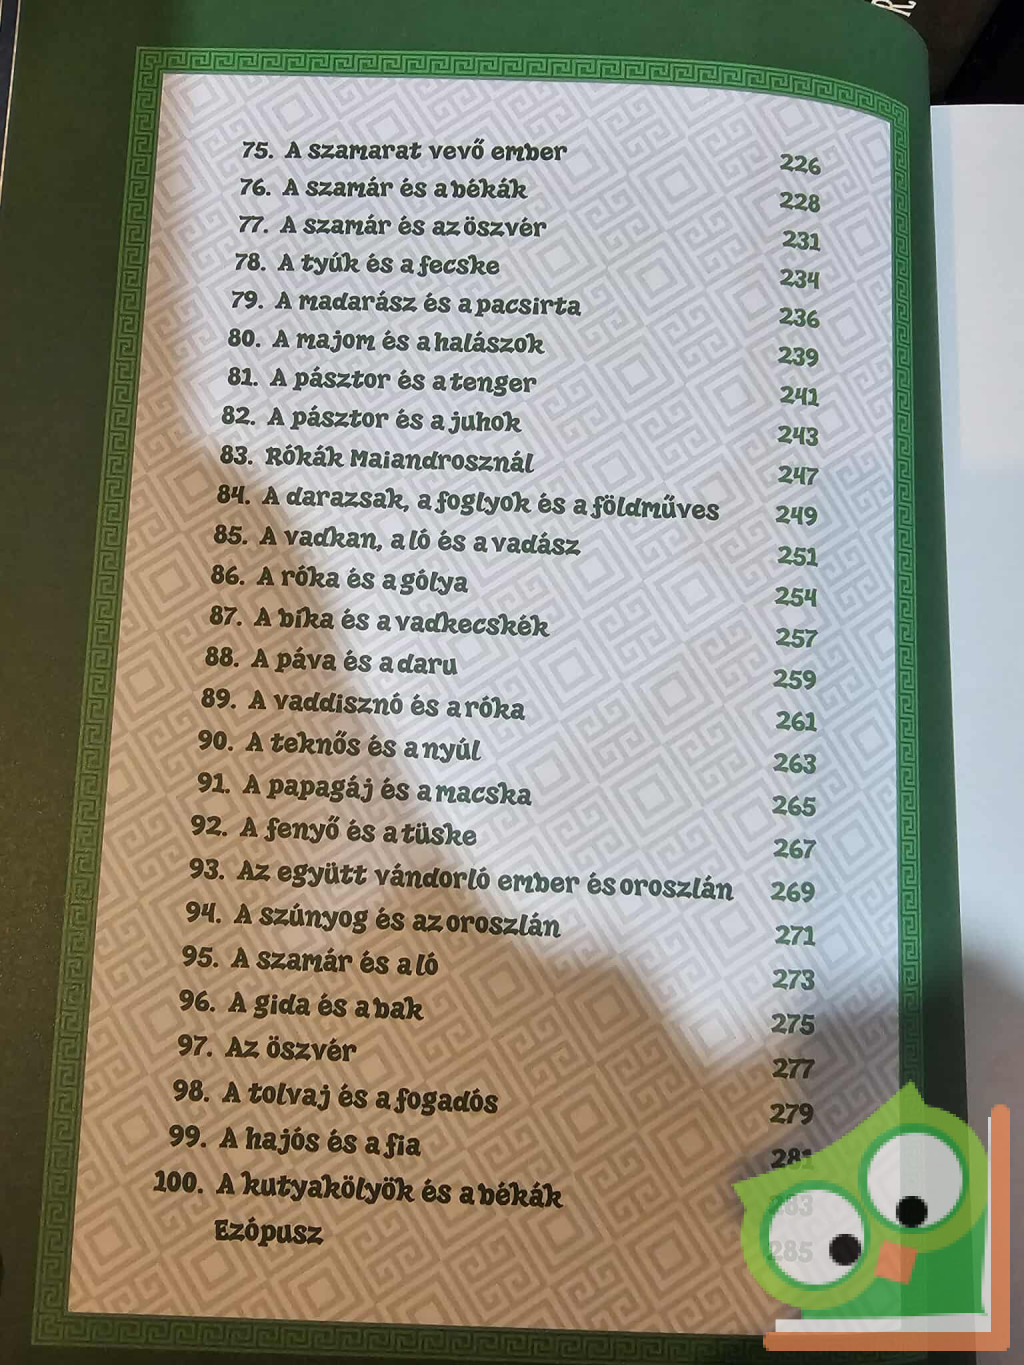 75. A szamarat vevő ember 226
76. A szamár és a békák 228
77. A szamár és az öszvér 231
78. A tyúk és a fecske 234
79. A madarász és a pacsirta 236
80. A majom és a halászok 239
81. A pásztor és a tenger 241
82. A pásztor és a juhok 243
83. Rókák Maiandrosznál 247
84. A darazsak, a foglyok és a földműves 249
85. A vadkan, a ló és a vadász 251
86. A róka és a gólya 254
87. A bika és a vadkecskék 257
88. A páva és a daru 259
89. A vaddisznó és a róka 261
90. A teknős és a nyúl 263
91. A papagáj és a macska 265
92. A fenyő és a tüske 267
93. Az együtt vándorló ember és oroszlán 269
94. A szúnyog és az oroszlán 271
95. A szamár és a ló 273
96. A gida és a bak 275
97. Az öszvér 277
98. A tolvaj és a fogadós 279
99. A hajós és a fia 281
100. A kutyakölyök és a békák
Ezópusz 285